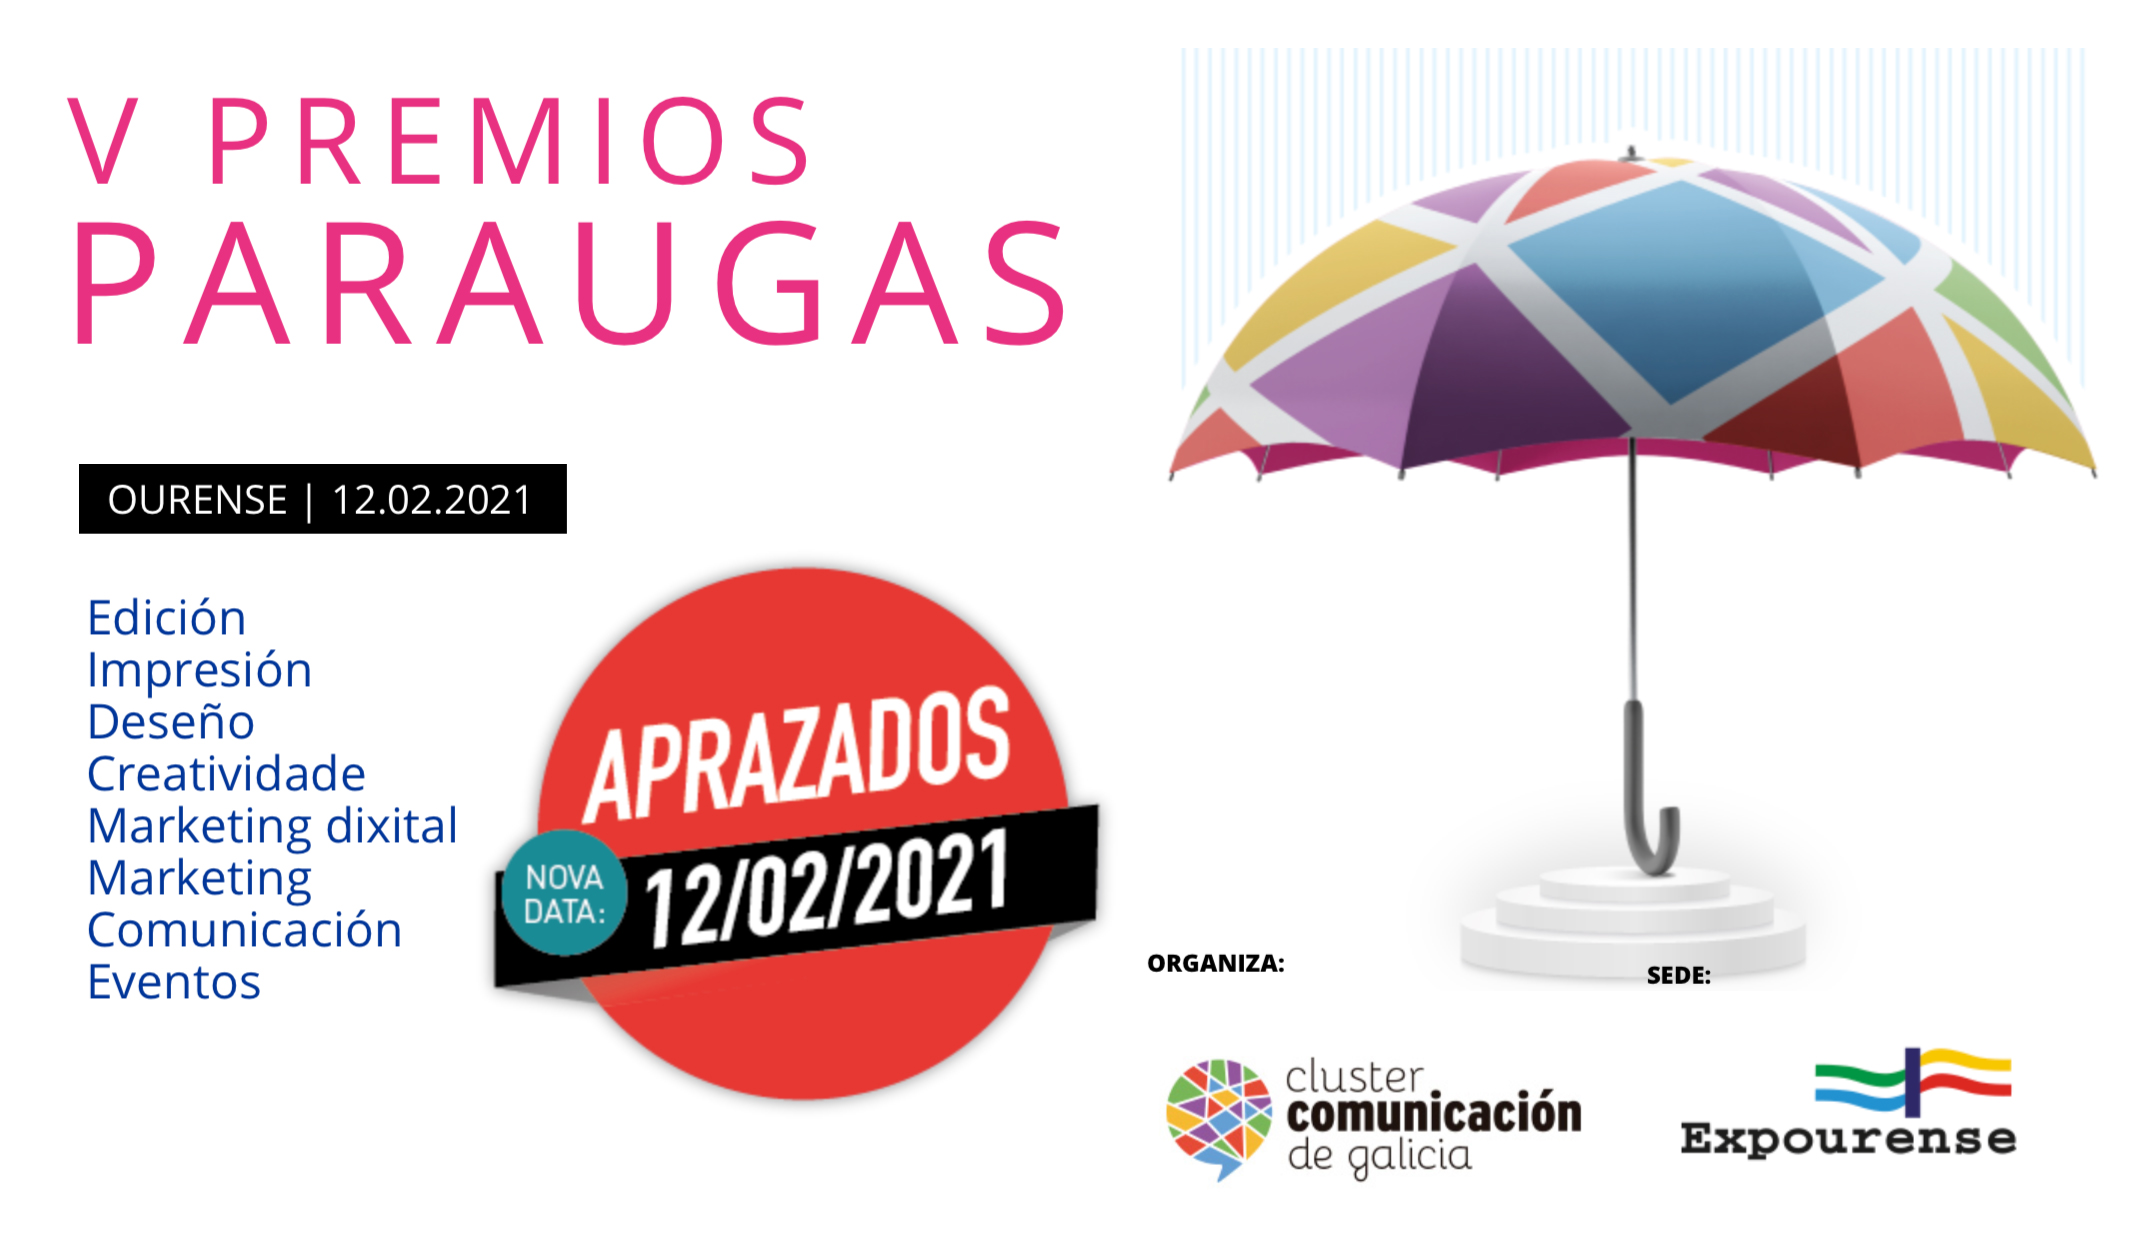 V PREMIOS
PARAUGAS
OURENSE | 12.02.2021
Edición
Impresión
Deseño
Creatividade
Marketing dixital
Marketing
Comunicación
Eventos
APRAZADOS
NOVA
DATA:
12/02/2021
ORGANIZA:
cluster
comunicación
de galicia
SEDE:
Expourense